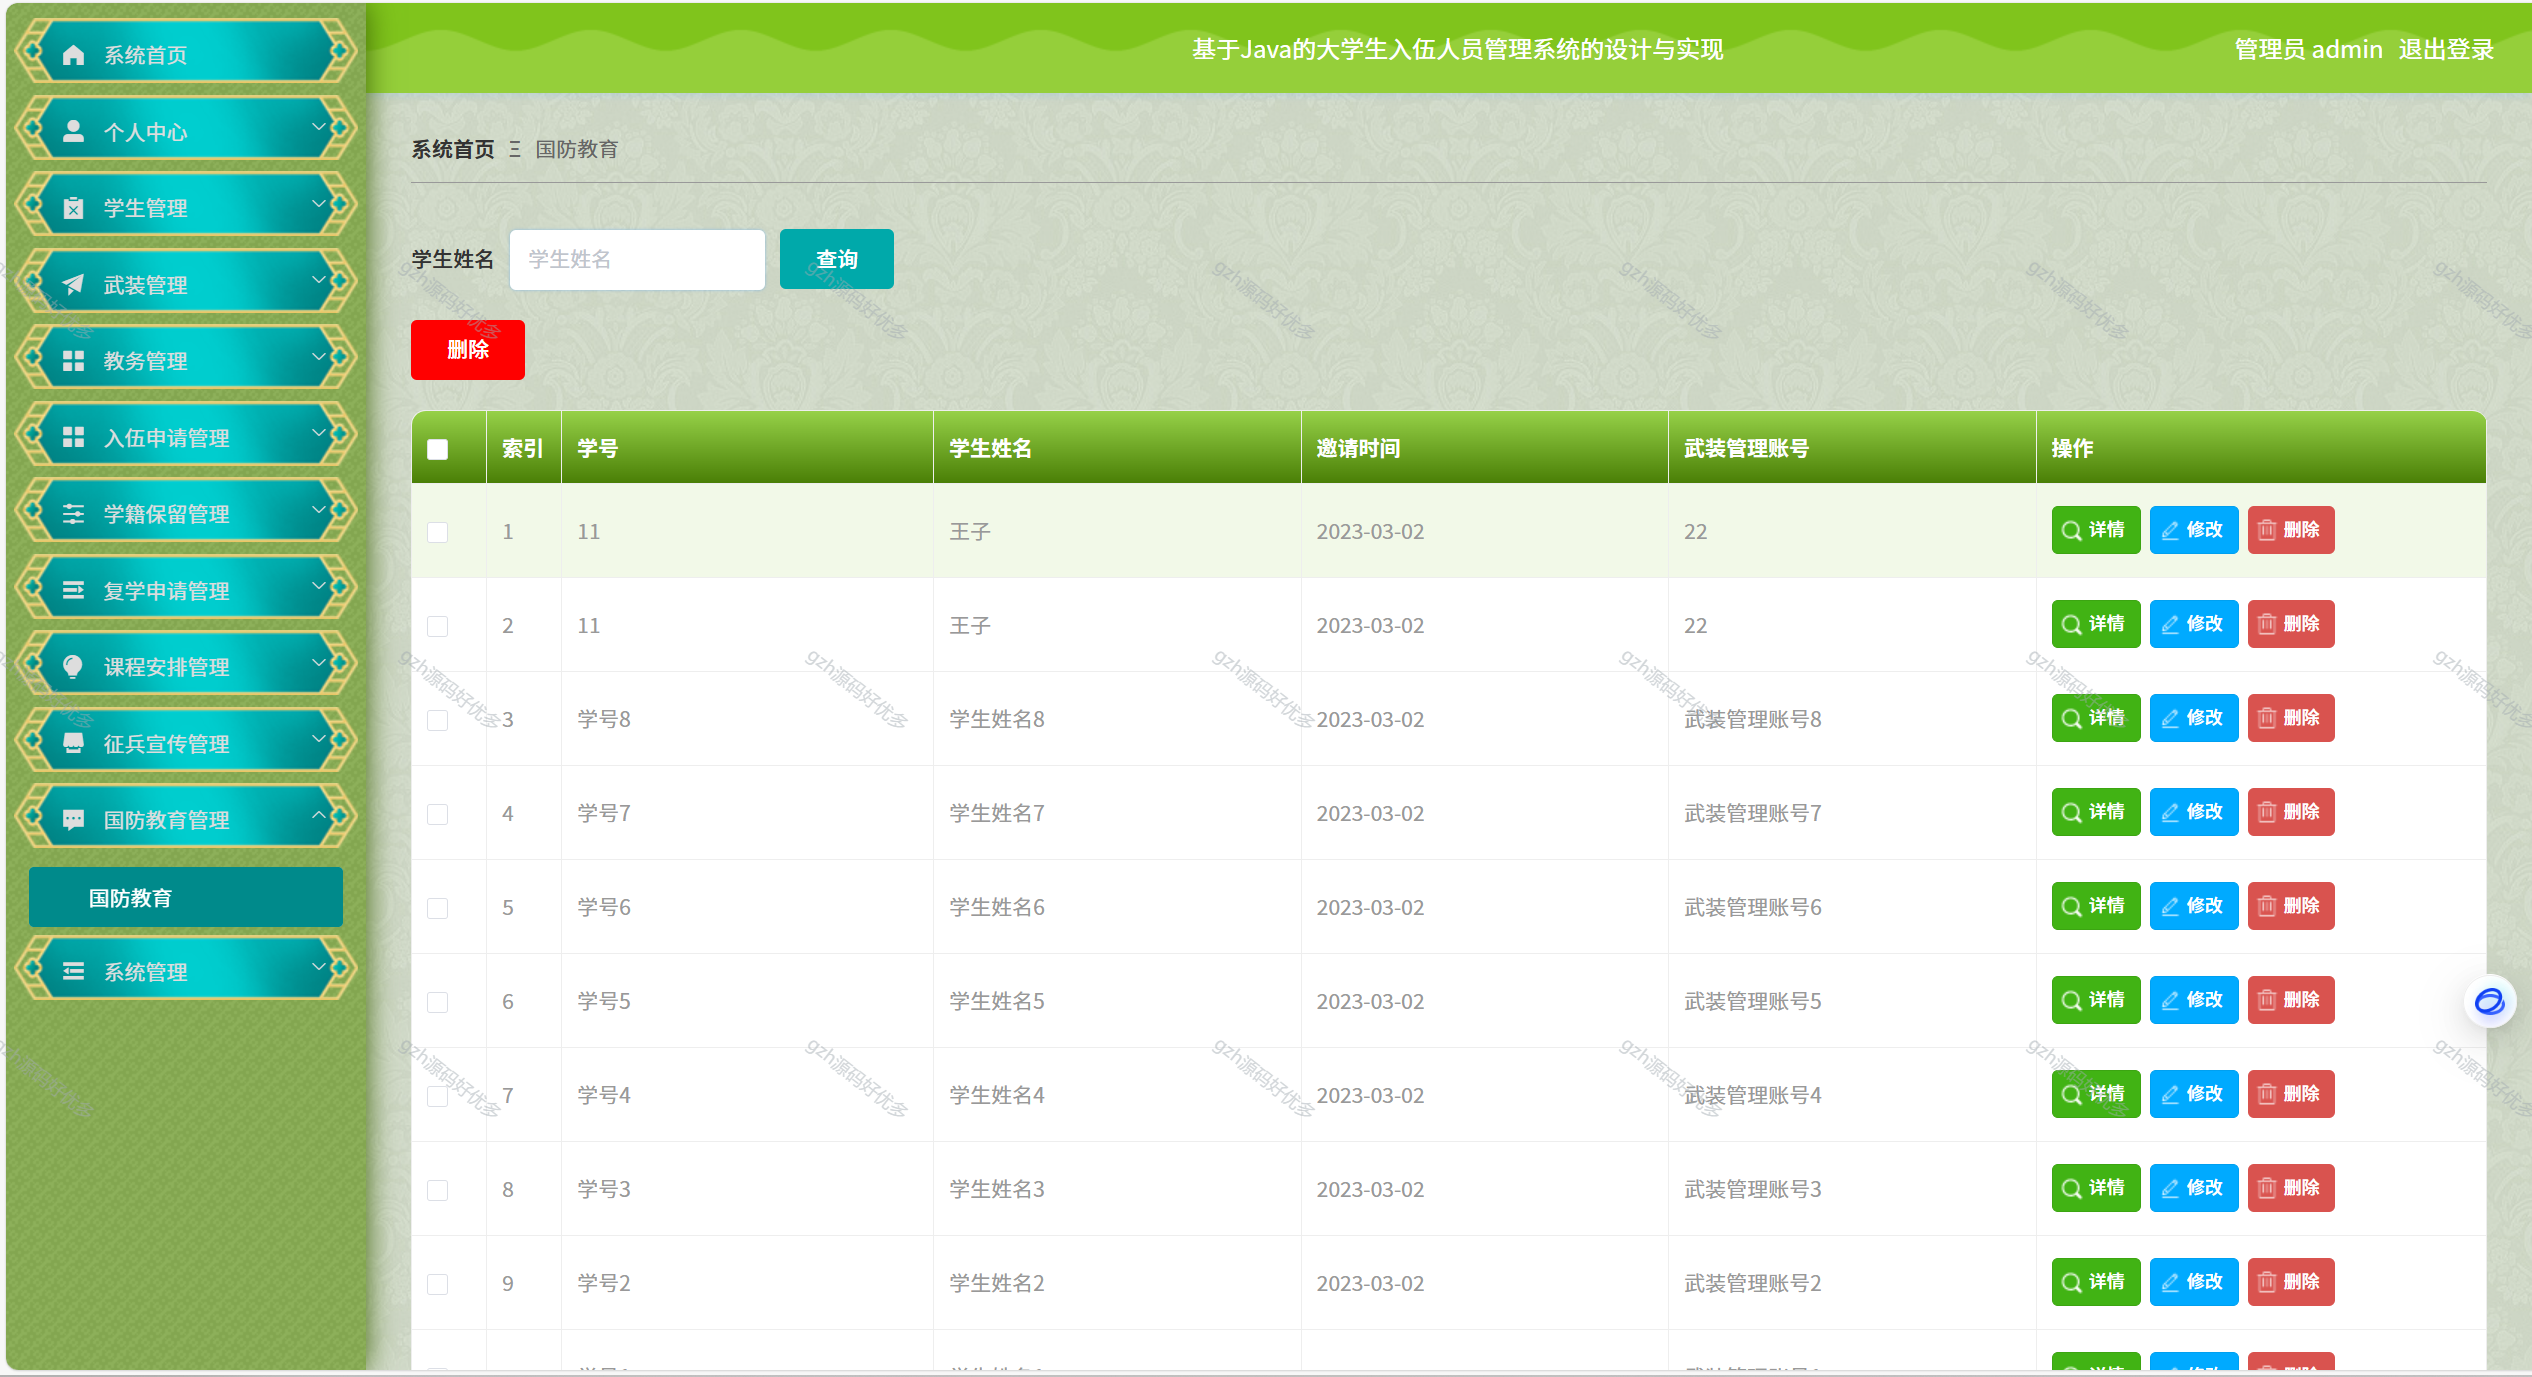 系统首页
个人中心
学生管理
武装管理
教务管理
入伍申请管理
学籍保留管理
复学申请管理
课程安排管理
征兵宣传管理
国防教育管理
国防教育
系统管理
基于Java的大学生入伍人员管理系统的设计与实现
管理员 admin 退出登录
系统首页 国防教育
学生姓名 学生姓名 查询
删除
索引 学号 学生姓名 邀请时间 武装管理账号 操作
1 11 王子 2023-03-02 22 详情 修改 删除
2 11 王子 2023-03-02 22 详情 修改 删除
3 学号8 学生姓名8 2023-03-02 武装管理账号8 详情 修改 删除
4 学号7 学生姓名7 2023-03-02 武装管理账号7 详情 修改 删除
5 学号6 学生姓名6 2023-03-02 武装管理账号6 详情 修改 删除
6 学号5 学生姓名5 2023-03-02 武装管理账号5 详情 修改 删除
7 学号4 学生姓名4 2023-03-02 武装管理账号4 详情 修改 删除
8 学号3 学生姓名3 2023-03-02 武装管理账号3 详情 修改 删除
9 学号2 学生姓名2 2023-03-02 武装管理账号2 详情 修改 删除
gzh源码好优多